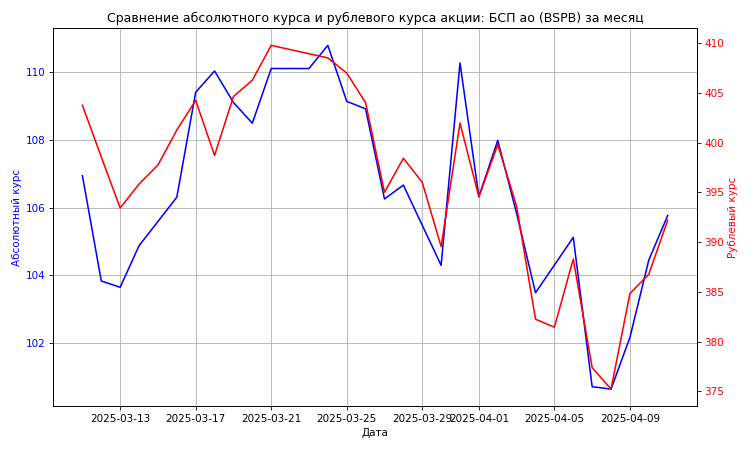 Сравнение абсолютного курса и рублевого курса акции: БСП ао (BSPB) за месяц
110
108
106
104
102
Абсолютный курс
410
405
400
395
390
385
380
375
Рублевый курс
2025-03-13 2025-03-17 2025-03-21 2025-03-25 2025-03-29 2025-04-01 2025-04-05 2025-04-09
Дата